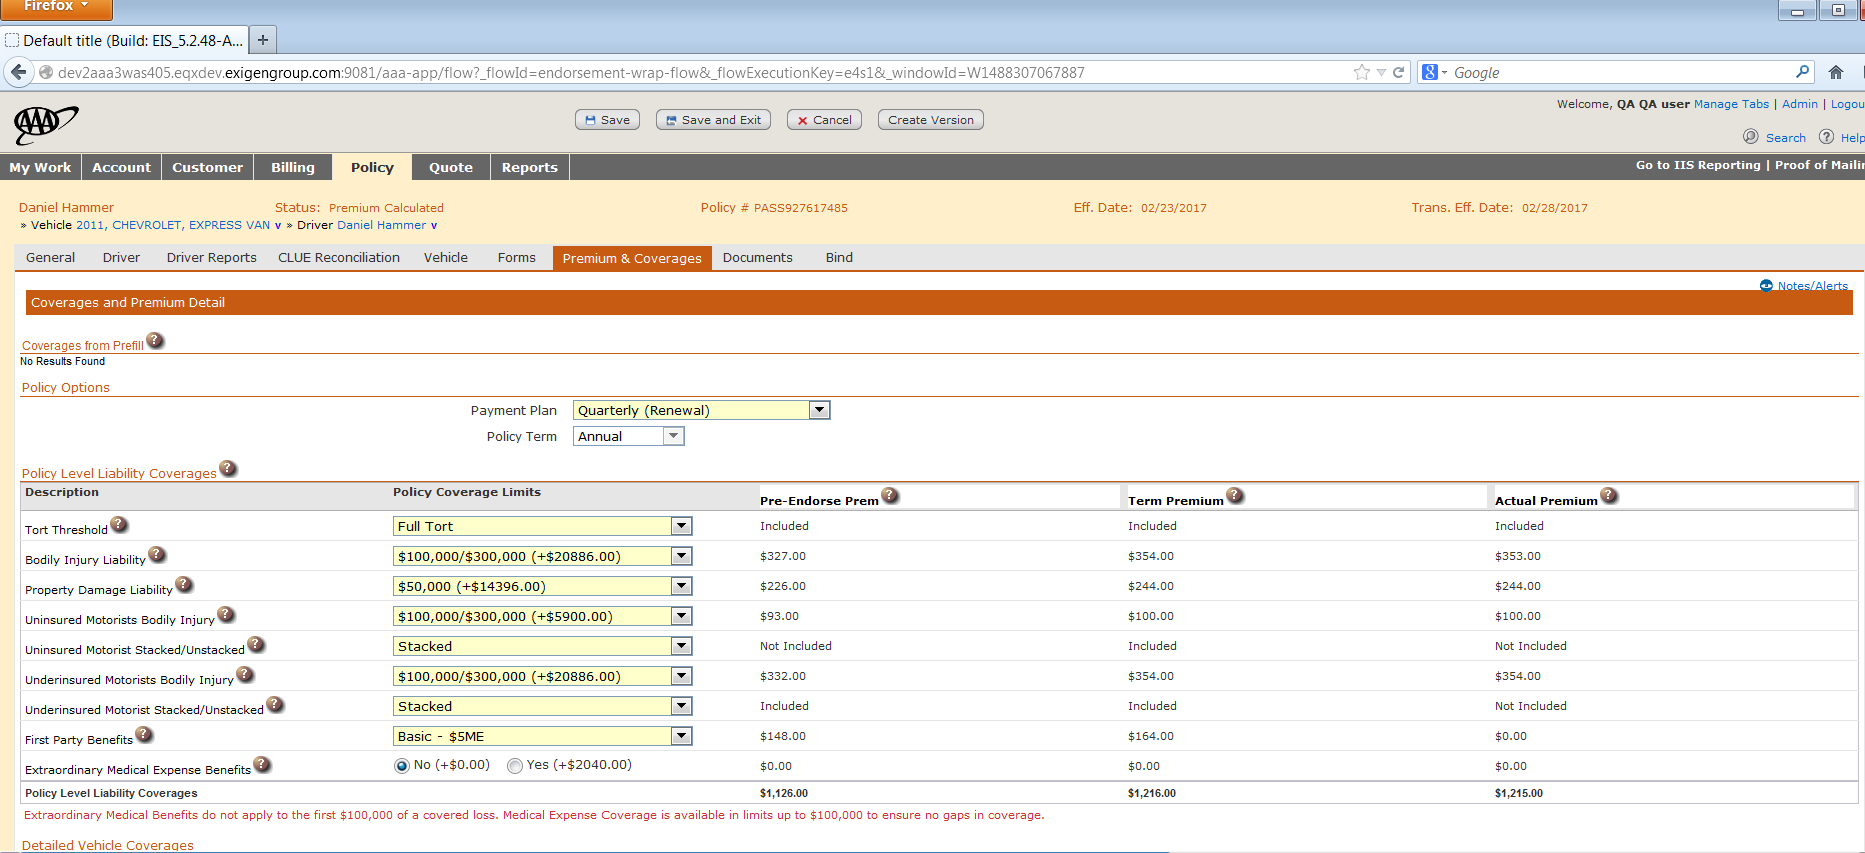 Firefox
Default title (Build: EIS_5.2.48-A... +
dev2aaa3was405.eqxdev.exigengroup.com:9081/aaa-app/flow?_flowId=endorsement-wrap-flow&_flowExecutionKey=e4s1&_windowId=W1488307067887 8 Google
AAA Save Save and Exit Cancel Create Version Welcome, QA QA user Manage Tabs | Admin | Logou
Search Help
My Work Account Customer Billing Policy Quote Reports Go to IIS Reporting | Proof of Mailin
Daniel Hammer Status: Premium Calculated Policy # PASS927617485 Eff. Date: 02/23/2017 Trans. Eff. Date: 02/28/2017
» Vehicle 2011, CHEVROLET, EXPRESS VAN v » Driver Daniel Hammer v
General Driver Driver Reports CLUE Reconciliation Vehicle Forms Premium & Coverages Documents Bind
Notes/Alerts
Coverages and Premium Detail
Coverages from Prefill ?
No Results Found
Policy Options
Payment Plan Quarterly (Renewal)
Policy Term Annual
Policy Level Liability Coverages ?
Description Policy Coverage Limits Pre-Endorse Prem ? Term Premium ? Actual Premium ?
Tort Threshold ? Full Tort Included Included Included
Bodily Injury Liability ? $100,000/$300,000 (+$20886.00) $327.00 $354.00 $353.00
Property Damage Liability ? $50,000 (+$14396.00) $226.00 $244.00 $244.00
Uninsured Motorists Bodily Injury ? $100,000/$300,000 (+$5900.00) $93.00 $100.00 $100.00
Uninsured Motorist Stacked/Unstacked ? Stacked Not Included Included Not Included
Underinsured Motorists Bodily Injury ? $100,000/$300,000 (+$20886.00) $332.00 $354.00 $354.00
Underinsured Motorist Stacked/Unstacked ? Stacked Included Included Not Included
First Party Benefits ? Basic - $5ME $148.00 $164.00 $0.00
Extraordinary Medical Expense Benefits ? No (+$0.00) Yes (+$2040.00) $0.00 $0.00 $0.00
Policy Level Liability Coverages $1,126.00 $1,216.00 $1,215.00
Extraordinary Medical Benefits do not apply to the first $100,000 of a covered loss. Medical Expense Coverage is available in limits up to $100,000 to ensure no gaps in coverage.
Detailed Vehicle Coverages